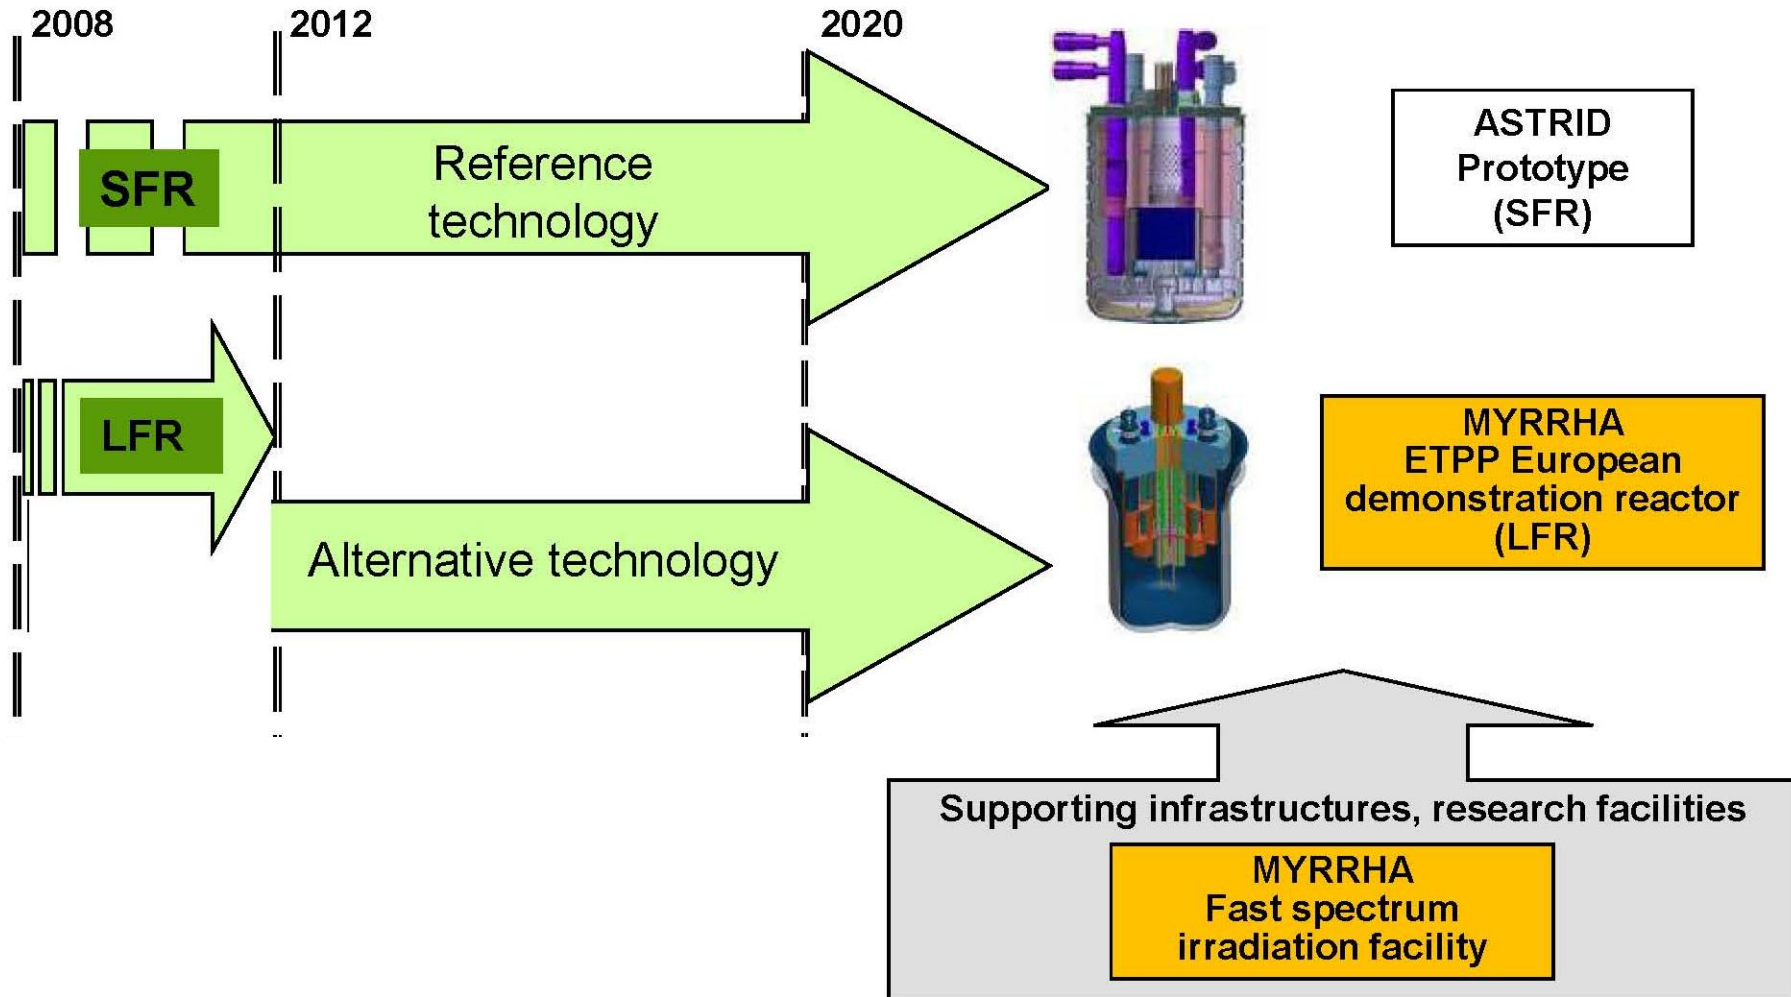 2008
2012
2020
SFR
Reference
technology
ASTRID
Prototype
(SFR)
LFR
Alternative technology
MYRRHA
ETPP European
demonstration reactor
(LFR)
Supporting infrastructures, research facilities
MYRRHA
Fast spectrum
irradiation facility